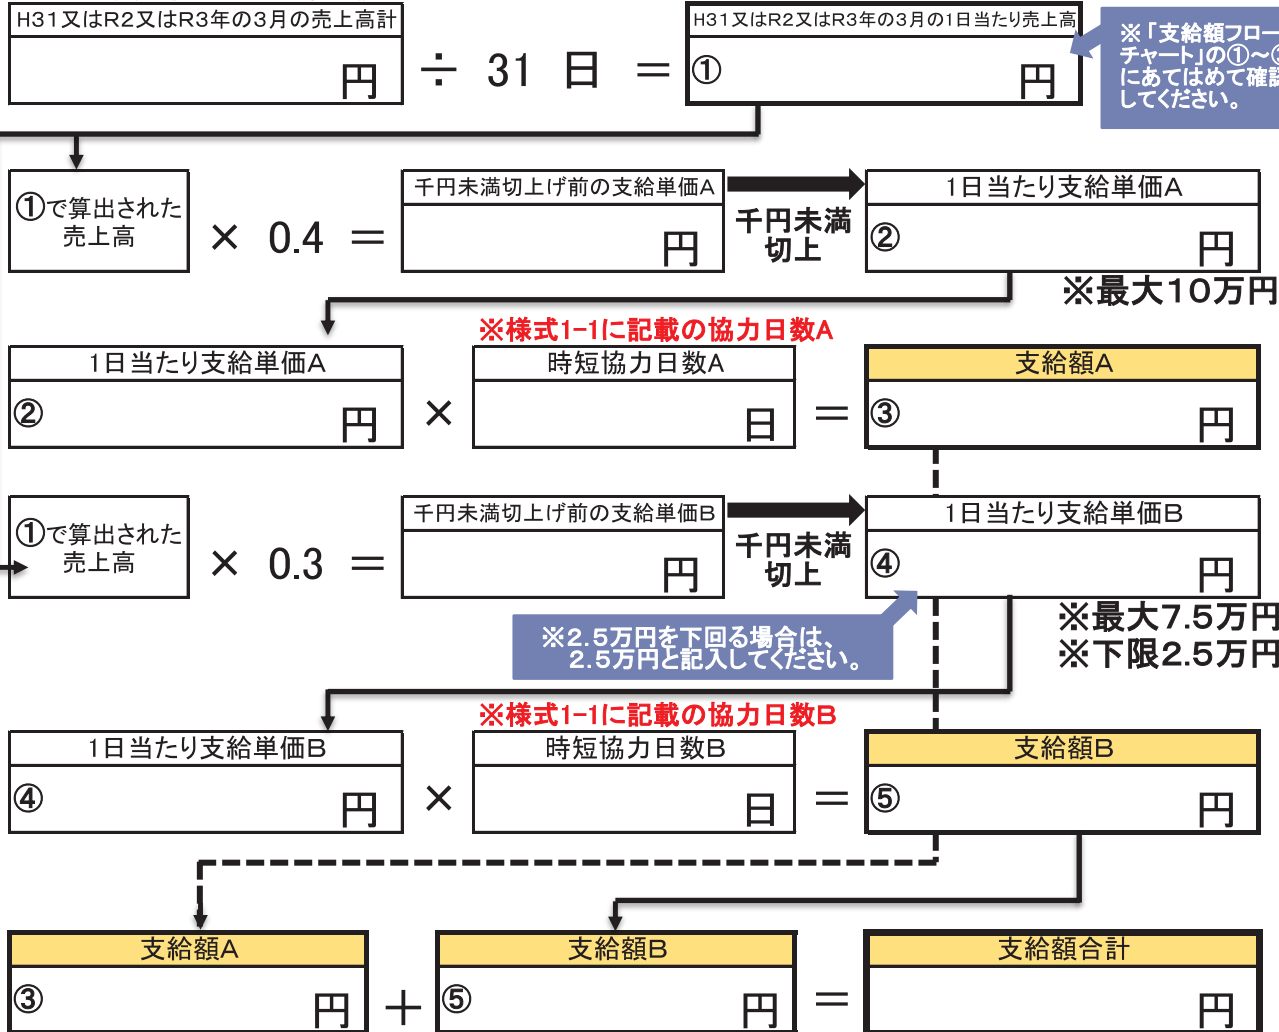 H31又はR2又はR3年の3月の売上高計
円
÷ 31 日 ＝
H31又はR2又はR3年の3月の1日当たり売上高
① 円
※「支給額フロー
チャート」の①～
にあてはめて確認
してください。
①で算出された
売上高
× 0.4 ＝
千円未満切上げ前の支給単価A
円
千円未満
切上
1日当たり支給単価A
② 円
※最大10万円
※様式1-1に記載の協力日数A
1日当たり支給単価A
② 円
×
時短協力日数A
日
＝
支給額A
③ 円
①で算出された
売上高
× 0.3 ＝
千円未満切上げ前の支給単価B
円
千円未満
切上
1日当たり支給単価B
④ 円
※2.5万円を下回る場合は、
2.5万円と記入してください。
※最大7.5万円
※下限2.5万円
※様式1-1に記載の協力日数B
1日当たり支給単価B
④ 円
×
時短協力日数B
日
＝
支給額B
⑤ 円
支給額A
③ 円
＋
支給額B
⑤ 円
＝
支給額合計
円